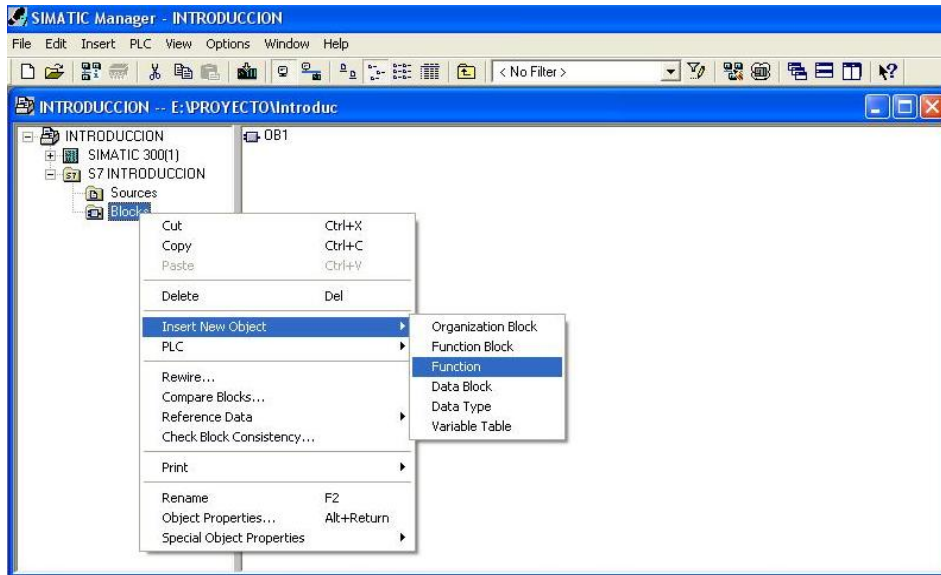 SIMATIC Manager - INTRODUCCION
File Edit Insert PLC View Options Window Help
< No Filter >
INTRODUCCION -- E:\PROYECTO\Introduc
INTRODUCCION
SIMATIC 300(1)
S7 INTRODUCCION
Sources
Blocks
OB1
Cut Ctrl+X
Copy Ctrl+C
Paste Ctrl+V
Delete Del
Insert New Object
PLC
Rewire...
Compare Blocks...
Reference Data
Check Block Consistency...
Print
Rename F2
Object Properties... Alt+Return
Special Object Properties
Organization Block
Function Block
Function
Data Block
Data Type
Variable Table